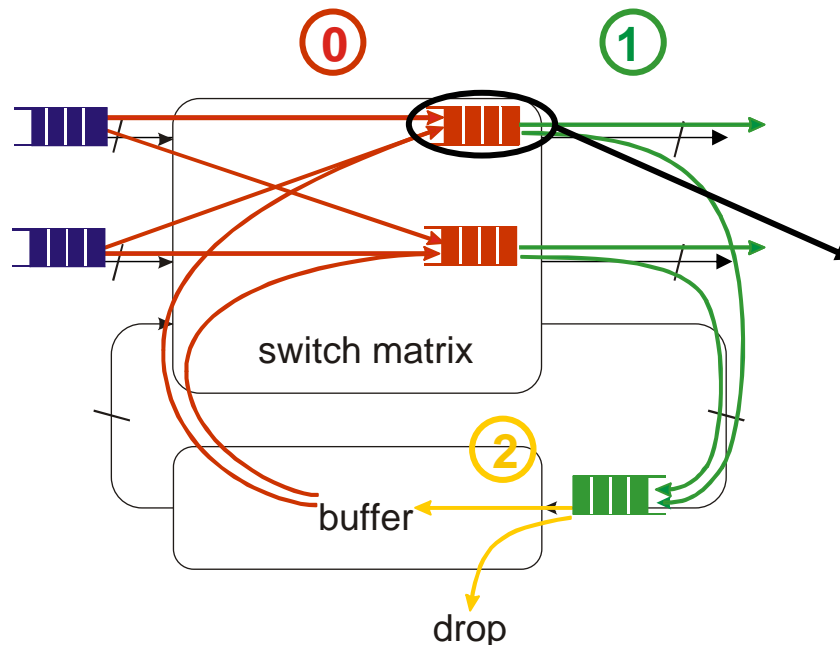 0
1
switch matrix
2
buffer
drop